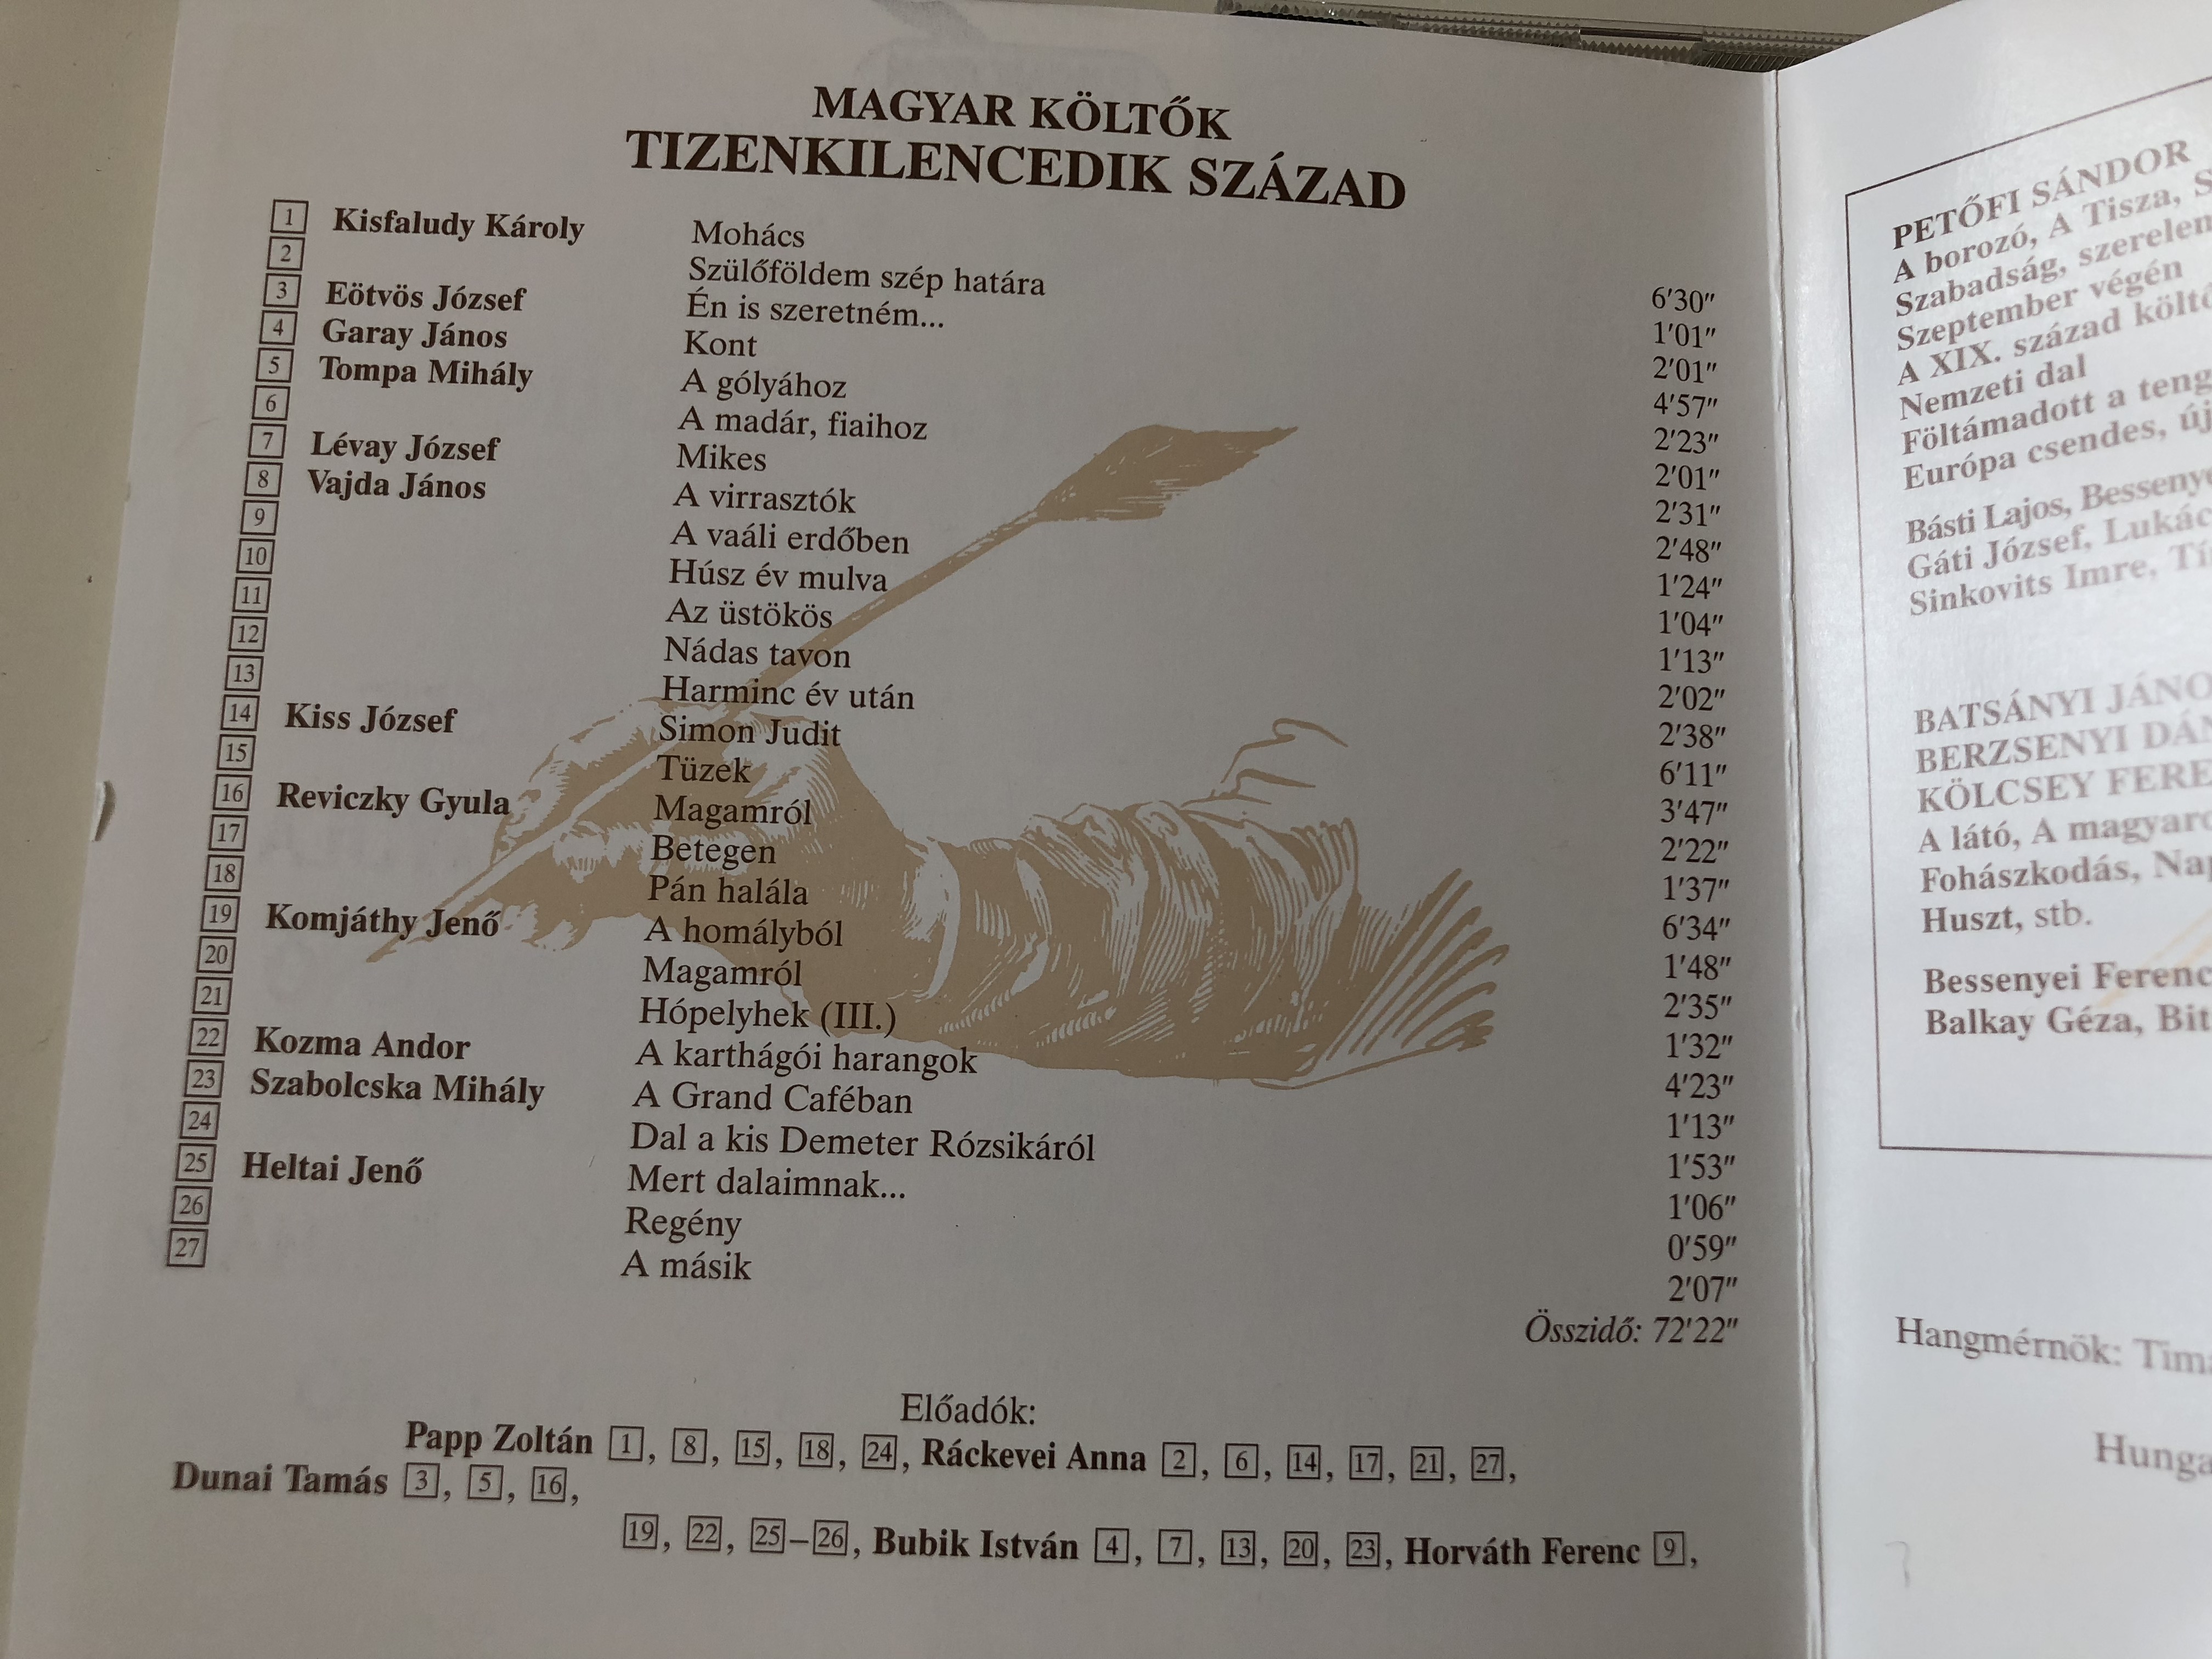 MAGYAR KÖLTŐK
TIZENKILENCEDIK SZÁZAD
1 Kisfaludy Károly Mohács 6′30″
2 Szülőföldem szép határa 1′01″
3 Eötvös József Én is szeretném... 2′01″
4 Garay János Kont 4′57″
5 Tompa Mihály A gólyához 2′23″
6 A madár, fiaihoz 2′01″
7 Lévay József Mikes 2′31″
8 Vajda János A virrasztók 2′48″
9 A vaáli erdőben 1′24″
10 Húsz év mulva 1′04″
11 Az üstökös 1′13″
12 Nádas tavon 2′02″
13 Harminc év után 2′38″
14 Kiss József Simon Judit 6′11″
15 Tüzek 3′47″
16 Reviczky Gyula Magamról 2′22″
17 Betegen 1′37″
18 Pán halála 6′34″
19 Komjáthy Jenő A homályból 1′48″
20 Magamról 2′35″
21 Hópelyhek (III.) 1′32″
22 Kozma Andor A karthágói harangok 4′23″
23 Szabolcska Mihály A Grand Caféban 1′13″
24 Dal a kis Demeter Rózsikáról 1′53″
25 Heltai Jenő Mert dalaimnak... 1′06″
26 Regény 0′59″
27 A másik 2′07″
Összidő: 72′22″
Előadók:
Papp Zoltán 1, 8, 15, 18, 24, Ráckevei Anna 2, 6, 14, 17, 21, 27,
Dunai Tamás 3, 5, 16,
19, 22, 25–26, Bubik István 4, 7, 13, 20, 23, Horváth Ferenc 9,
PETŐFI SÁNDOR
A borozó, A Tisza,
Szabadság,
Szeptember végén
A XIX. század
Nemzeti dal
Föltámadott a
Európa csendes,
Básti Lajos,
Gáti József,
Sinkovits Imre,
BATSÁNYI
BERZSENYI
KÖLCSEY
A látó, A
Fohászkodás,
Huszt, stb.
Bessenyei Ferenc
Balkay Géza,
Hangmérnök: